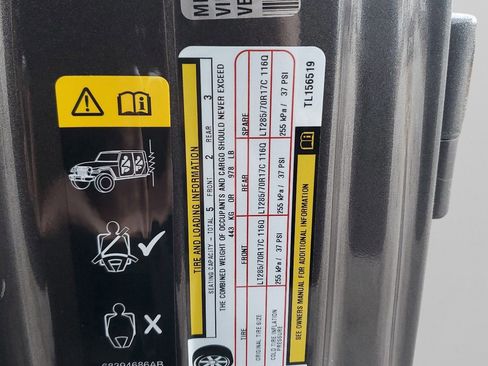 TIRE AND LOADING INFORMATION
SEATING CAPACITY - TOTAL 5 FRONT 2 REAR 3
THE COMBINED WEIGHT OF OCCUPANTS AND CARGO SHOULD NEVER EXCEED
443 KG OR 978 LB
TIRE FRONT REAR SPARE
ORIGINAL TIRE SIZE LT285/70R17C 116Q LT285/70R17C 116Q LT285/70R17C 116Q
COLD TIRE INFLATION PRESSURE 255 kPa / 37 PSI 255 kPa / 37 PSI 255 kPa / 37 PSI
SEE OWNERS MANUAL FOR ADDITIONAL INFORMATION
TL156519
68294686AB